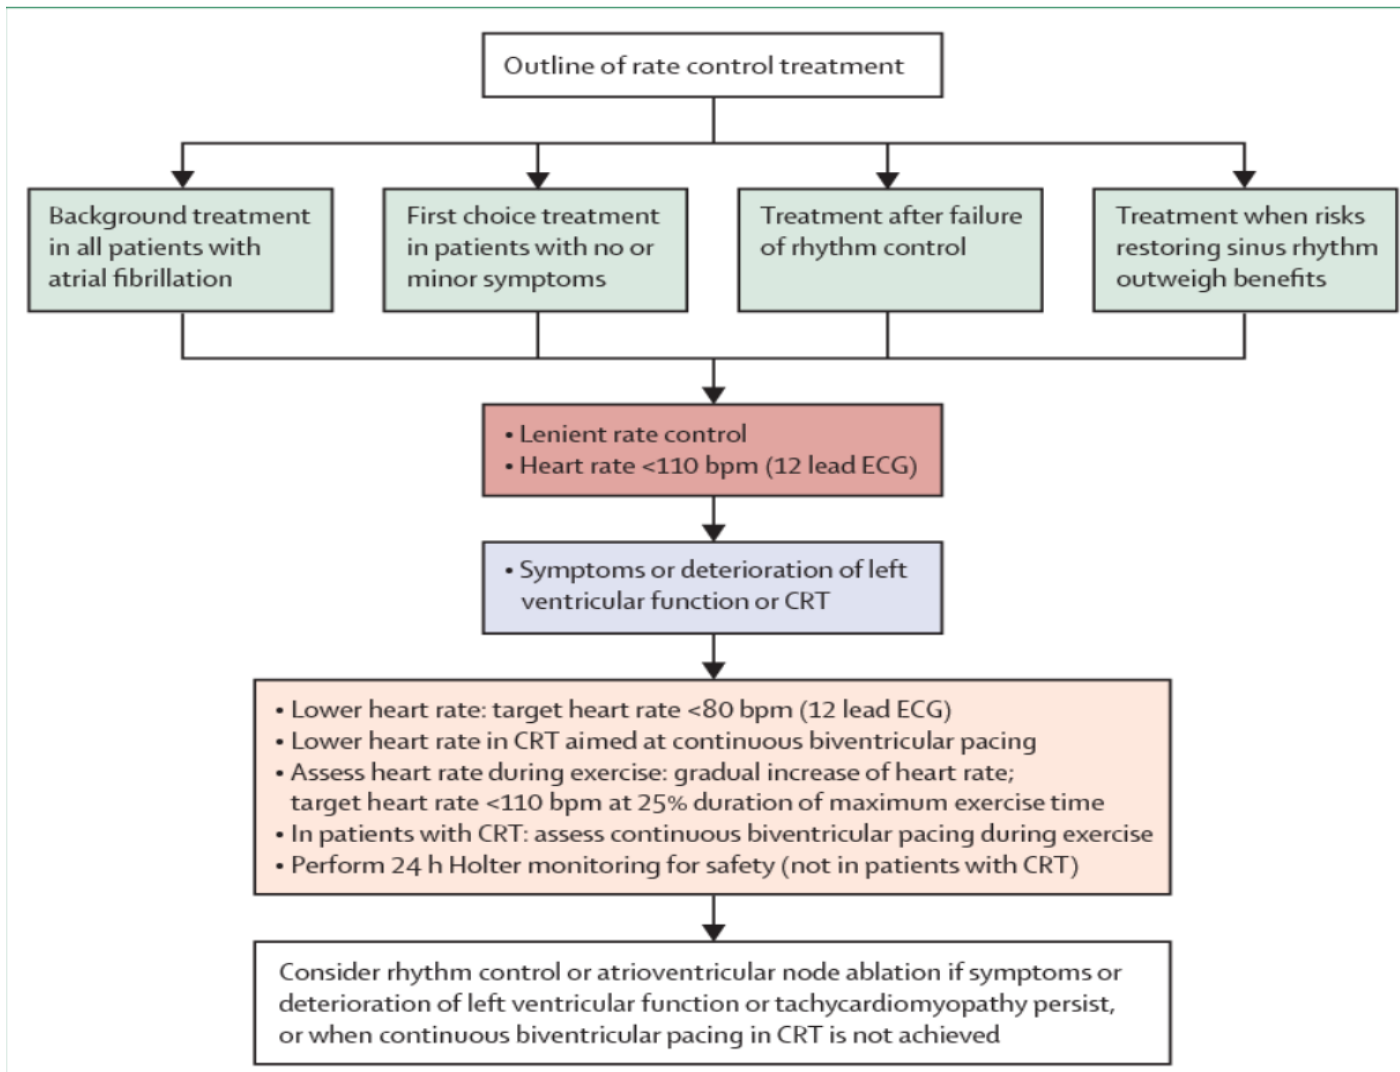 Outline of rate control treatment
Background treatment
in all patients with
atrial fibrillation
First choice treatment
in patients with no or
minor symptoms
Treatment after failure
of rhythm control
Treatment when risks
restoring sinus rhythm
outweigh benefits
• Lenient rate control
• Heart rate <110 bpm (12 lead ECG)
• Symptoms or deterioration of left
ventricular function or CRT
• Lower heart rate: target heart rate <80 bpm (12 lead ECG)
• Lower heart rate in CRT aimed at continuous biventricular pacing
• Assess heart rate during exercise: gradual increase of heart rate;
target heart rate <110 bpm at 25% duration of maximum exercise time
• In patients with CRT: assess continuous biventricular pacing during exercise
• Perform 24 h Holter monitoring for safety (not in patients with CRT)
Consider rhythm control or atrioventricular node ablation if symptoms or
deterioration of left ventricular function or tachycardiomyopathy persist,
or when continuous biventricular pacing in CRT is not achieved